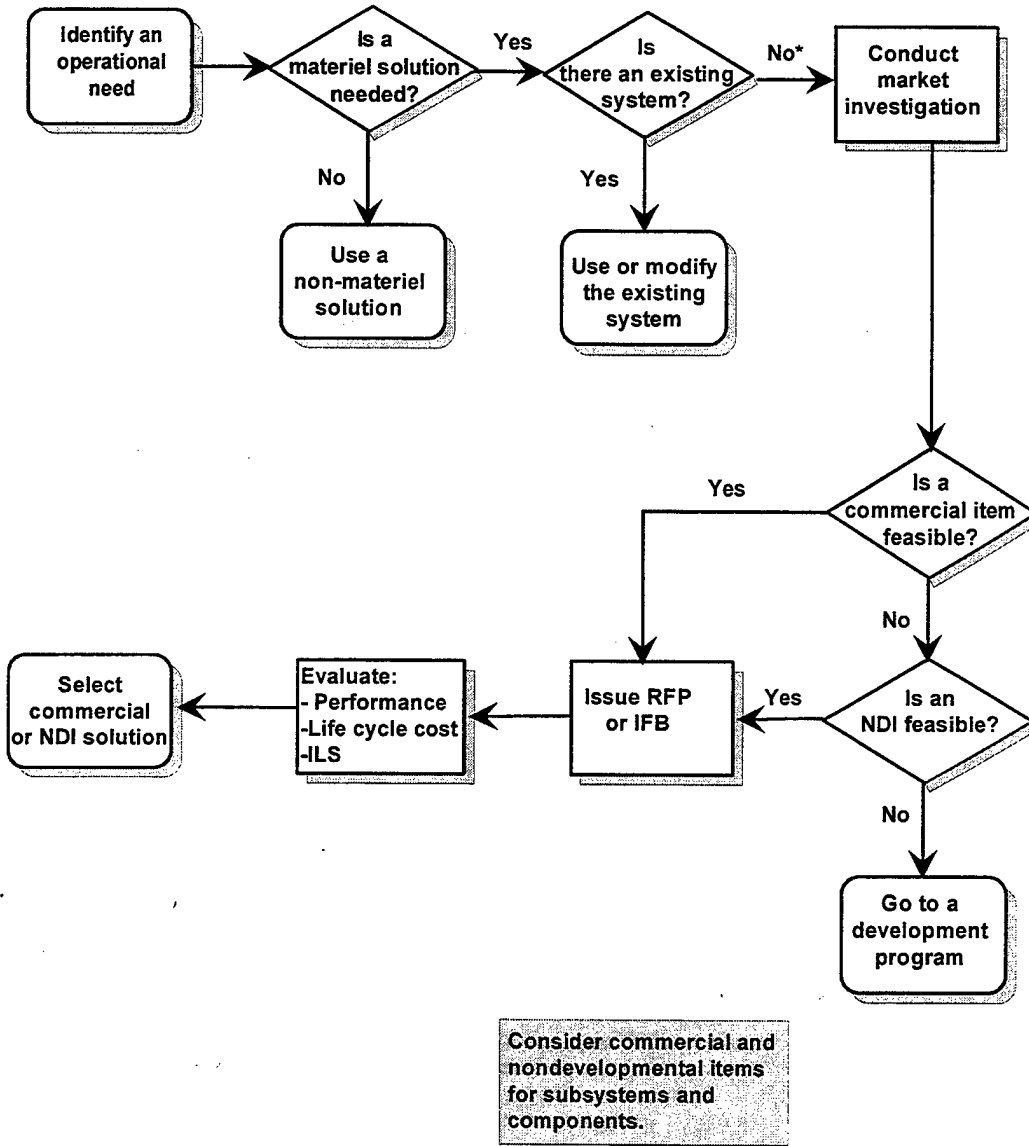 Identify an
operational
need
Is a
materiel solution
needed?
Yes
Is
there an existing
system?
No*
Conduct
market
investigation
No
Use a
non-materiel
solution
Yes
Use or modify
the existing
system
Yes
Is a
commercial item
feasible?
No
Select
commercial
or NDI solution
Evaluate:
- Performance
-Life cycle cost
-ILS
Issue RFP
or IFB
Yes
Is an
NDI feasible?
No
Go to a
development
program
Consider commercial and
nondevelopmental items
for subsystems and
components.